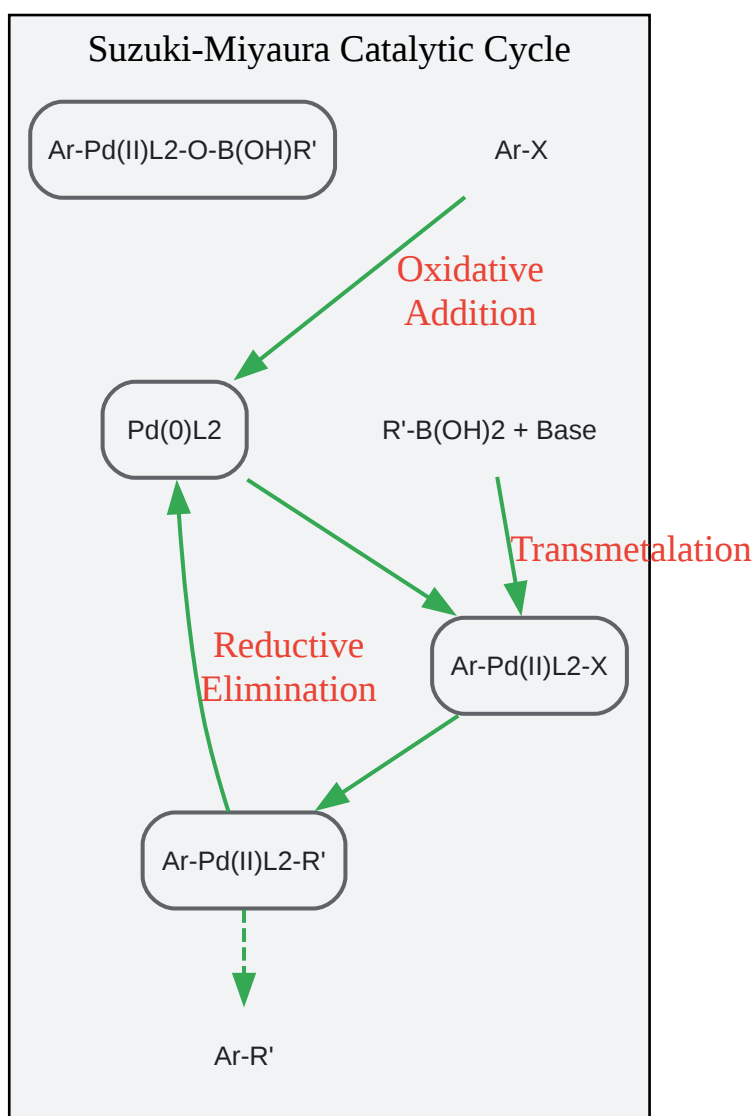 Suzuki-Miyaura Catalytic Cycle
Ar-Pd(II)L2-O-B(OH)R'
Ar-X
Oxidative
Addition
Pd(0)L2
R'-B(OH)2 + Base
Transmetalation
Reductive
Elimination
Ar-Pd(II)L2-X
Ar-Pd(II)L2-R'
Ar-R'